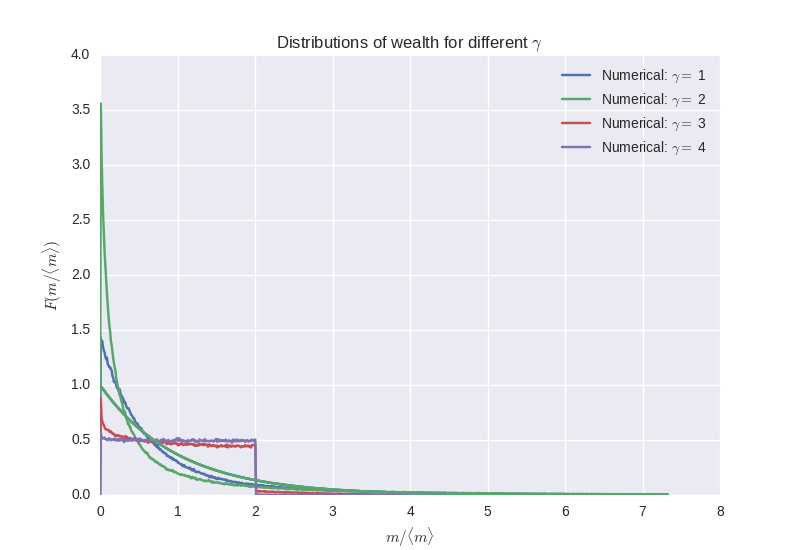 Distributions of wealth for different γ
4.0
3.5
3.0
2.5
2.0
1.5
1.0
0.5
0.0
F(m/⟨m⟩)
Numerical: γ= 1
Numerical: γ= 2
Numerical: γ= 3
Numerical: γ= 4
0 1 2 3 4 5 6 7 8
m/⟨m⟩